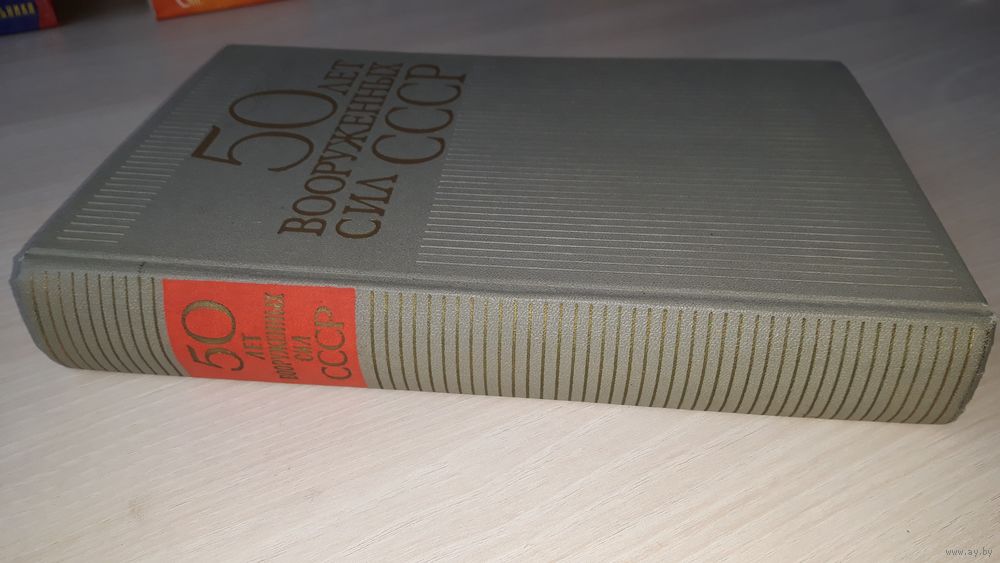 50
ЛЕТ
ВООРУЖЕННЫХ
СИЛ СССР
50
ЛЕТ
ВООРУЖЕННЫХ
СИЛ
СССР
www.ay.by